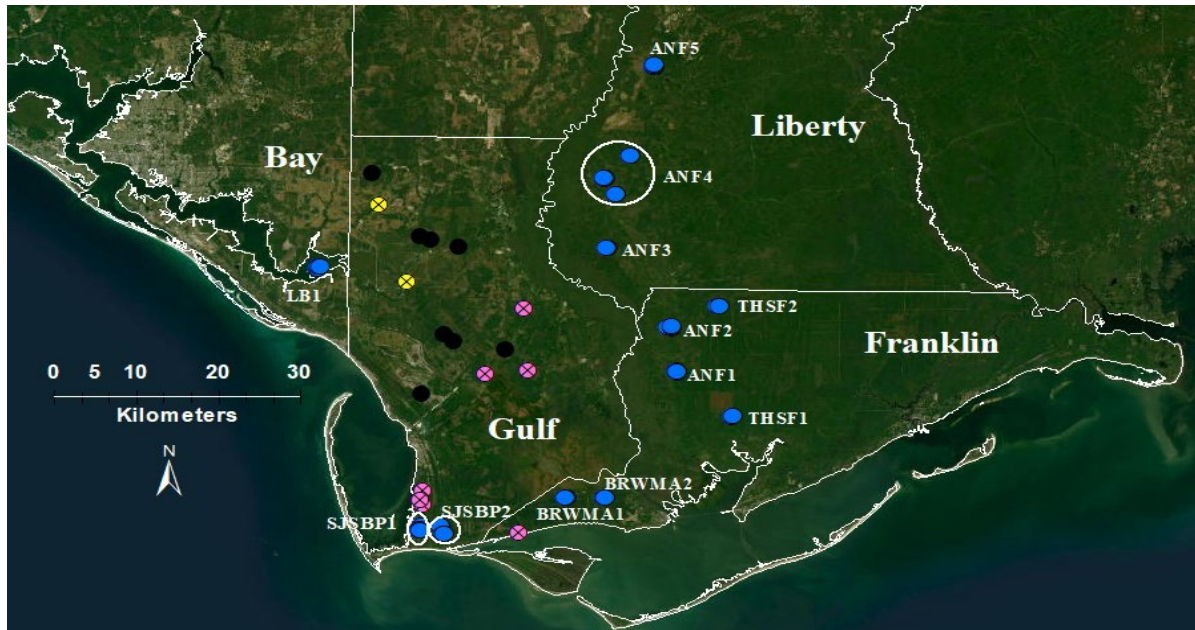 ANF5
Liberty
Bay
ANF4
ANF3
LB1
THSF2
ANF2
Franklin
0 5 10 20 30
ANF1
Kilometers
THSF1
Gulf
N
BRWMA2
BRWMA1
SJSBP1
SJSBP2